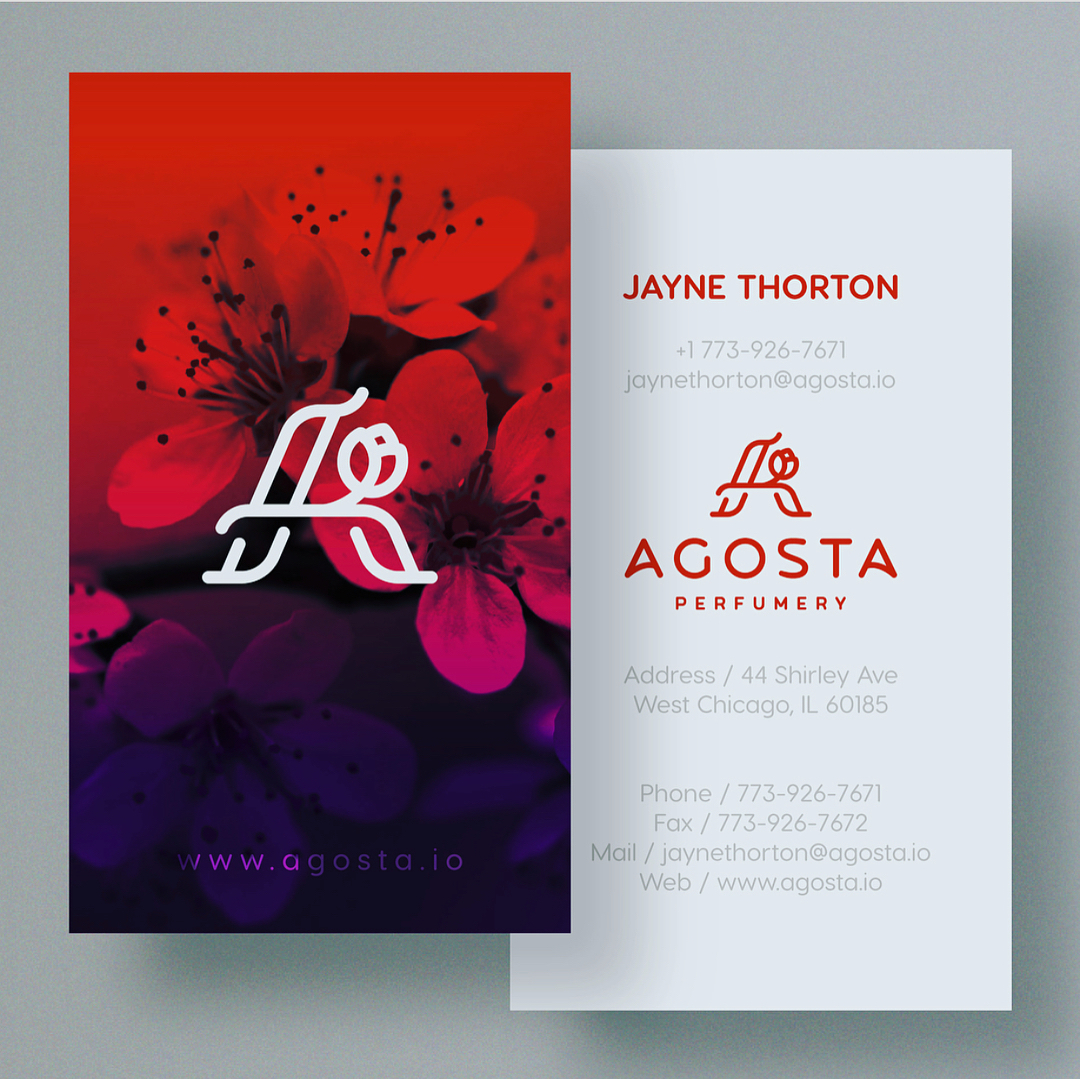 www.agosta.io
JAYNE THORTON
+1 773-926-7671
jaynethorton@agosta.io
AGOSTA
PERFUMERY
Address / 44 Shirley Ave
West Chicago, IL 60185
Phone / 773-926-7671
Fax / 773-926-7672
Mail / jaynethorton@agosta.io
Web / www.agosta.io